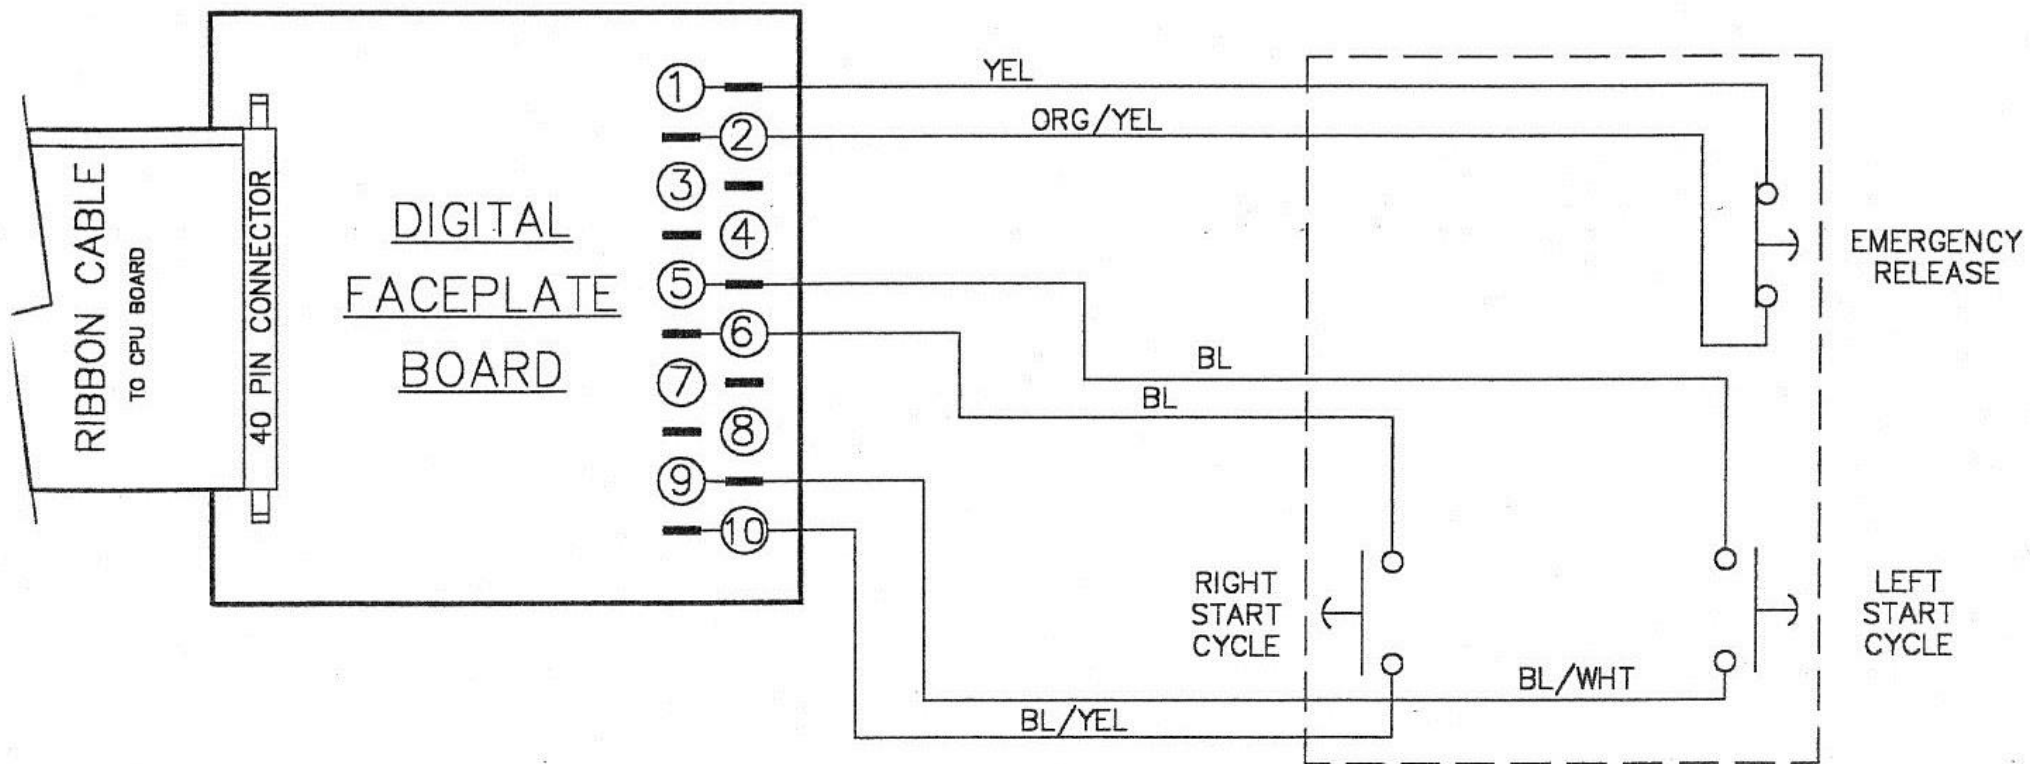 RIBBON CABLE
TO CPU BOARD
40 PIN CONNECTOR
DIGITAL
FACEPLATE
BOARD
1
2
3
4
5
6
7
8
9
10
YEL
ORG/YEL
BL
BL
BL/WHT
BL/YEL
EMERGENCY
RELEASE
RIGHT
START
CYCLE
LEFT
START
CYCLE